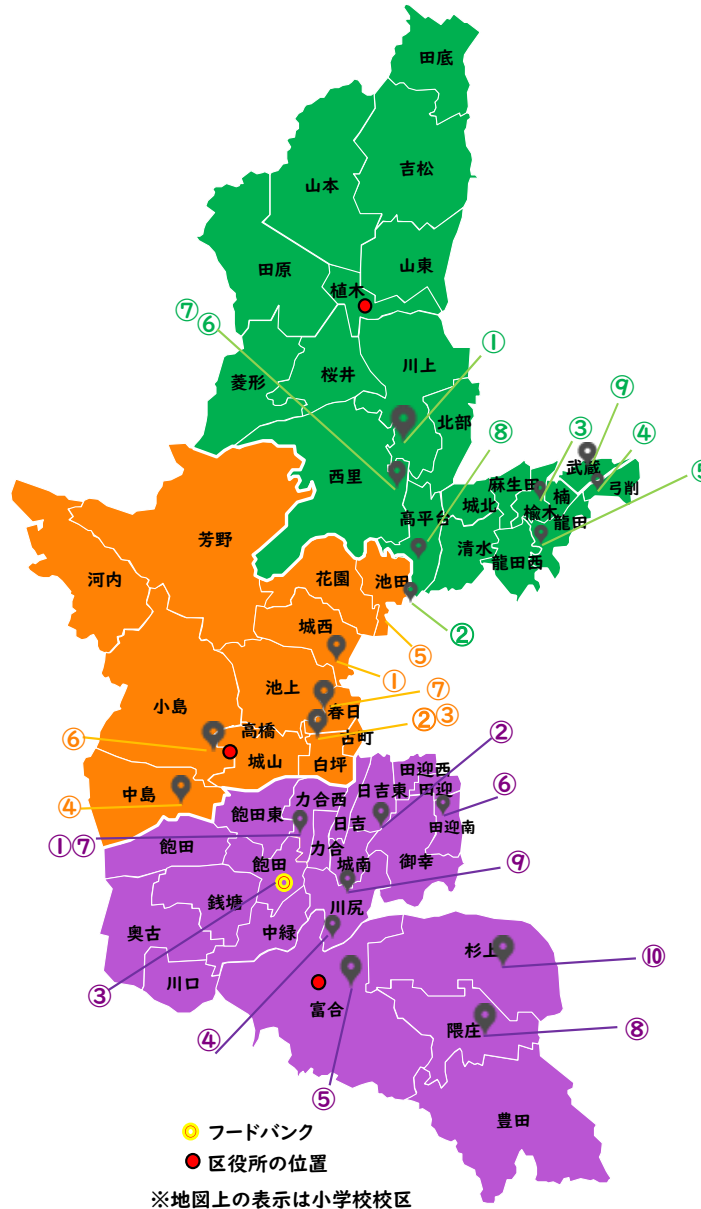 田底
吉松
山本
山東
田原
植木
⑦
⑥
①
川上
桜井
菱形
北部
⑨
③
④
⑧
武蔵
西里
麻生田
楠
弓削
⑤
城北
楡木
龍田
高平台
芳野
清水
龍田西
花園
池田
河内
城西
②
⑤
①
池上
⑦
小島
春日
②③
高橋
古町
⑥
城山
白坪
②
田迎西
中島
日吉東
田迎
⑥
力合西
④
飽田東
日吉
田迎南
①⑦
飽田
力合
城南
御幸
⑨
飽田
銭塘
川尻
奥古
中緑
杉上
⑩
川口
③
富合
隈庄
⑧
④
⑤
豊田
フードバンク
区役所の位置
※地図上の表示は小学校校区